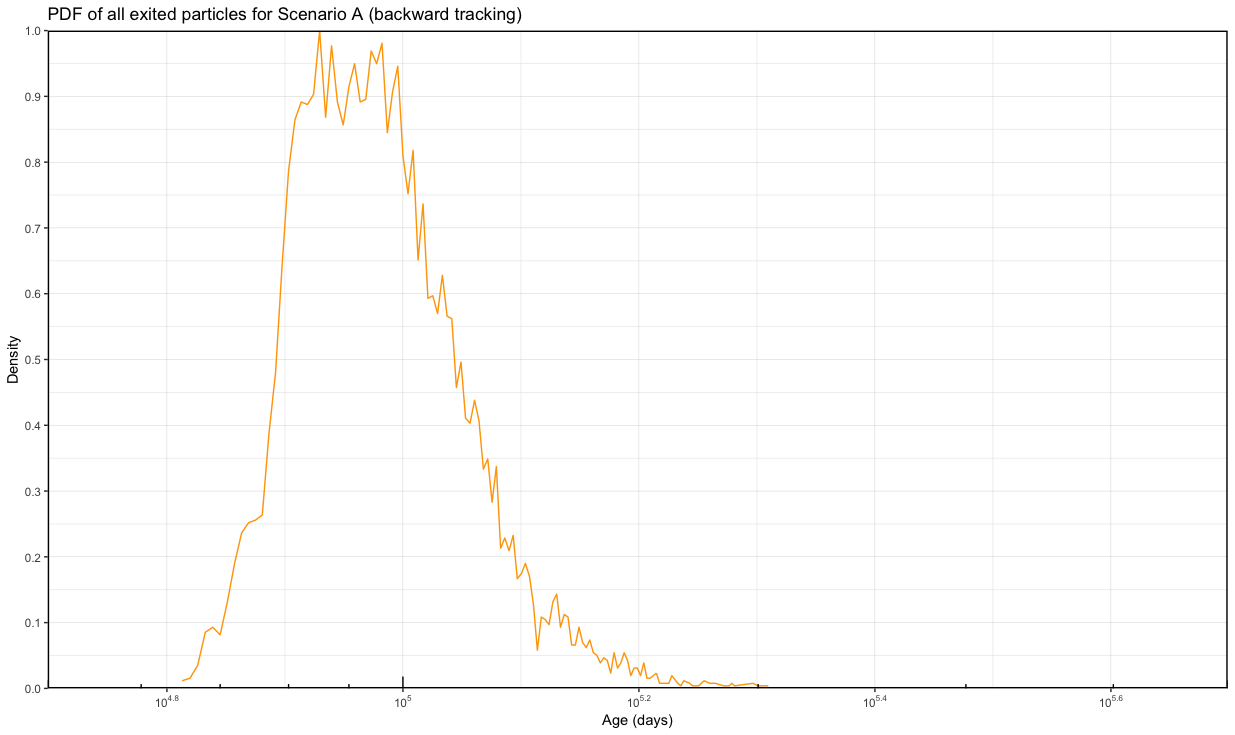 PDF of all exited particles for Scenario A (backward tracking)
1.0
0.9
0.8
0.7
0.6
0.5
0.4
0.3
0.2
0.1
0.0
Density
10^4.8 10^5 10^5.2 10^5.4 10^5.6
Age (days)